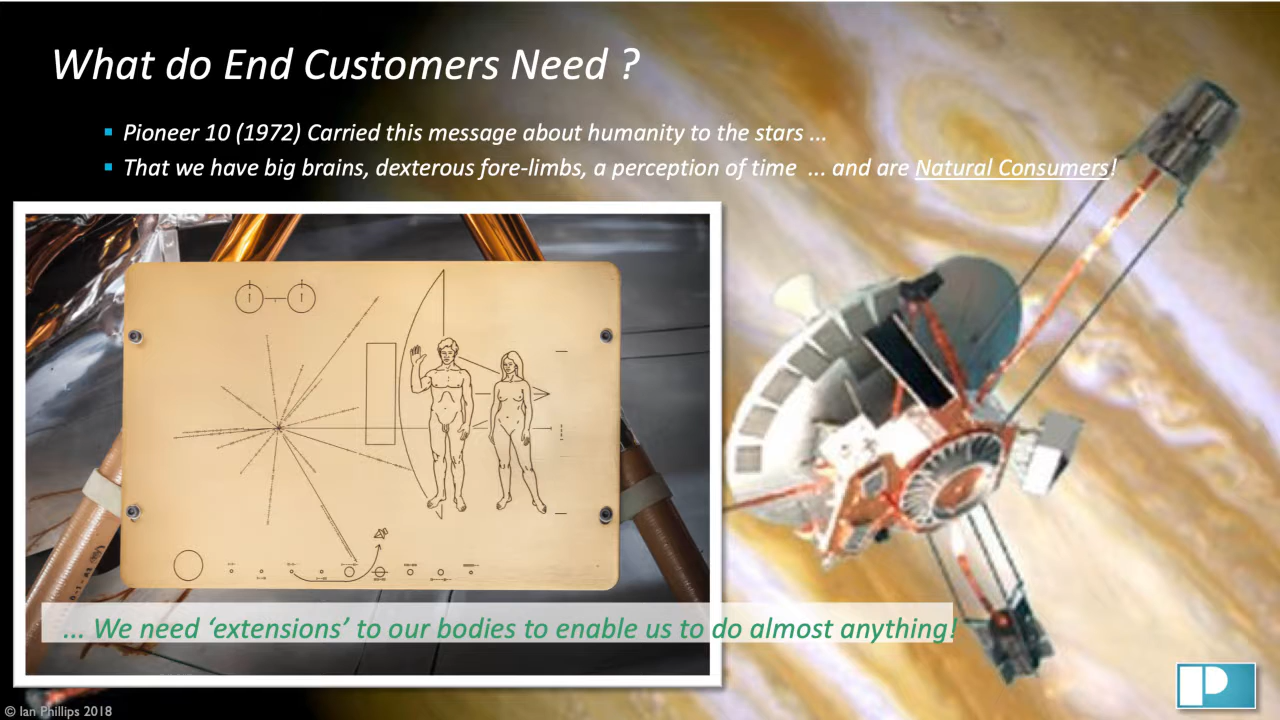 What do End Customers Need ?
Pioneer 10 (1972) Carried this message about humanity to the stars ...
That we have big brains, dexterous fore-limbs, a perception of time ... and are Natural Consumers!
... We need ‘extensions’ to our bodies to enable us to do almost anything!
© Ian Phillips 2018